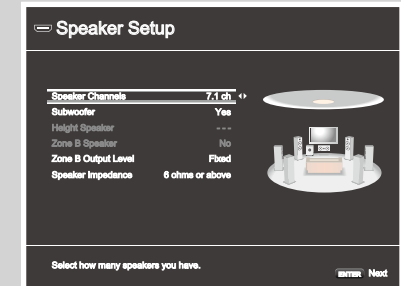 Speaker Setup
Speaker Channels 7.1 ch
Subwoofer Yes
Height Speaker ---
Zone B Speaker No
Zone B Output Level Fixed
Speaker Impedance 6 ohms or above
Select how many speakers you have.
ENTER Next